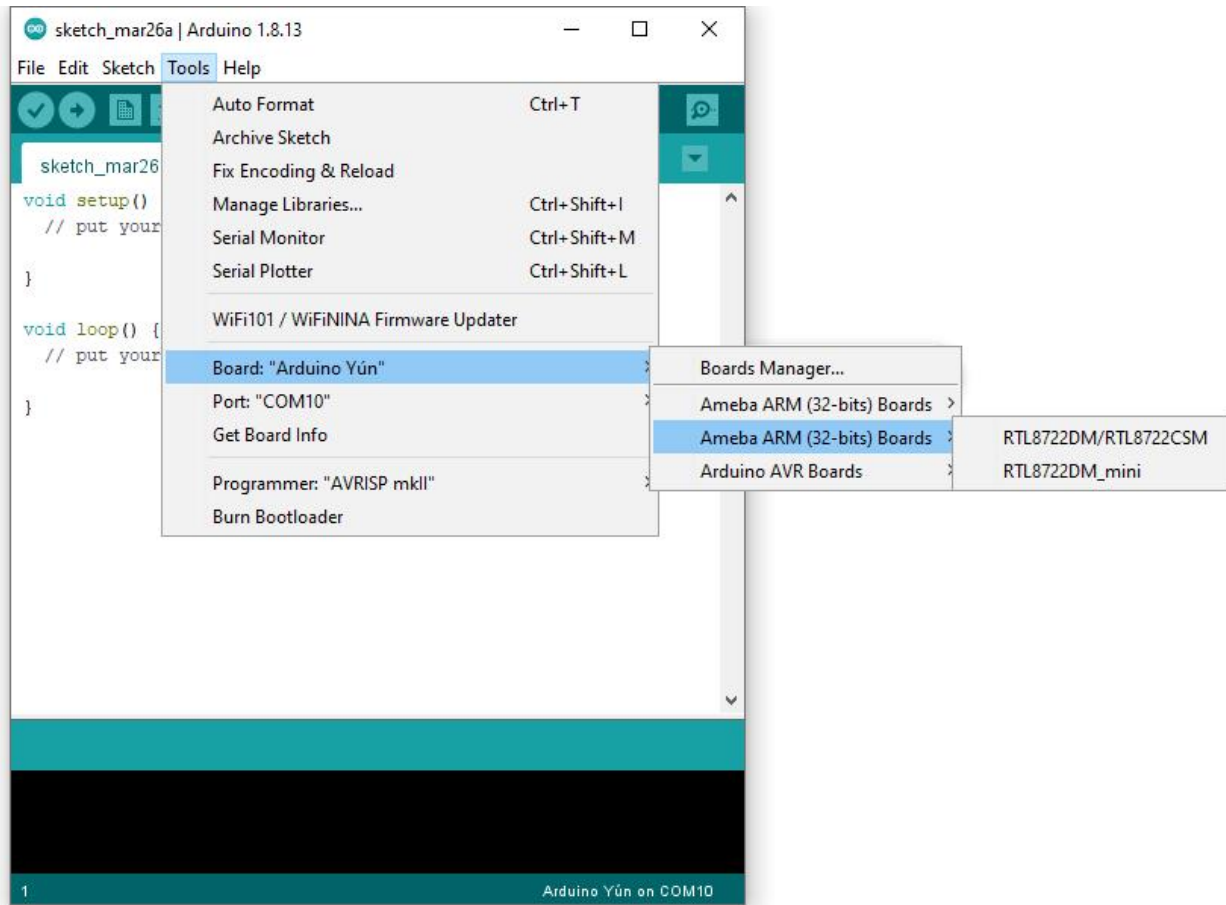 sketch_mar26a | Arduino 1.8.13
File Edit Sketch Tools Help
Auto Format Ctrl+T
Archive Sketch
Fix Encoding & Reload
Manage Libraries... Ctrl+Shift+I
Serial Monitor Ctrl+Shift+M
Serial Plotter Ctrl+Shift+L
WiFi101 / WiFiNINA Firmware Updater
Board: "Arduino Yún"
Port: "COM10"
Get Board Info
Programmer: "AVRISP mkII"
Burn Bootloader
Boards Manager...
Ameba ARM (32-bits) Boards
Ameba ARM (32-bits) Boards
Arduino AVR Boards
RTL8722DM/RTL8722CSM
RTL8722DM_mini
sketch_mar26
void setup()
// put your
}
void loop() {
// put your
}
1 Arduino Yún on COM10